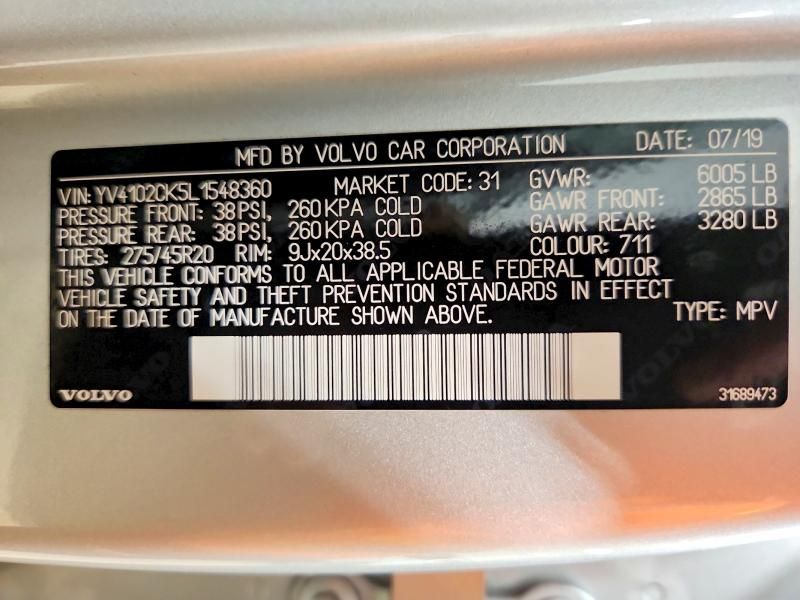 MFD BY VOLVO CAR CORPORATION DATE: 07/19
VIN: YV4102CK5L1548360 MARKET CODE: 31 GVWR: 6005 LB
PRESSURE FRONT: 38 PSI, 260 KPA COLD GAWR FRONT: 2865 LB
PRESSURE REAR: 38 PSI, 260 KPA COLD GAWR REAR: 3280 LB
TIRES: 275/45R20 RIM: 9Jx20x38.5 COLOUR: 711
THIS VEHICLE CONFORMS TO ALL APPLICABLE FEDERAL MOTOR
VEHICLE SAFETY AND THEFT PREVENTION STANDARDS IN EFFECT
ON THE DATE OF MANUFACTURE SHOWN ABOVE. TYPE: MPV
VOLVO 31689473